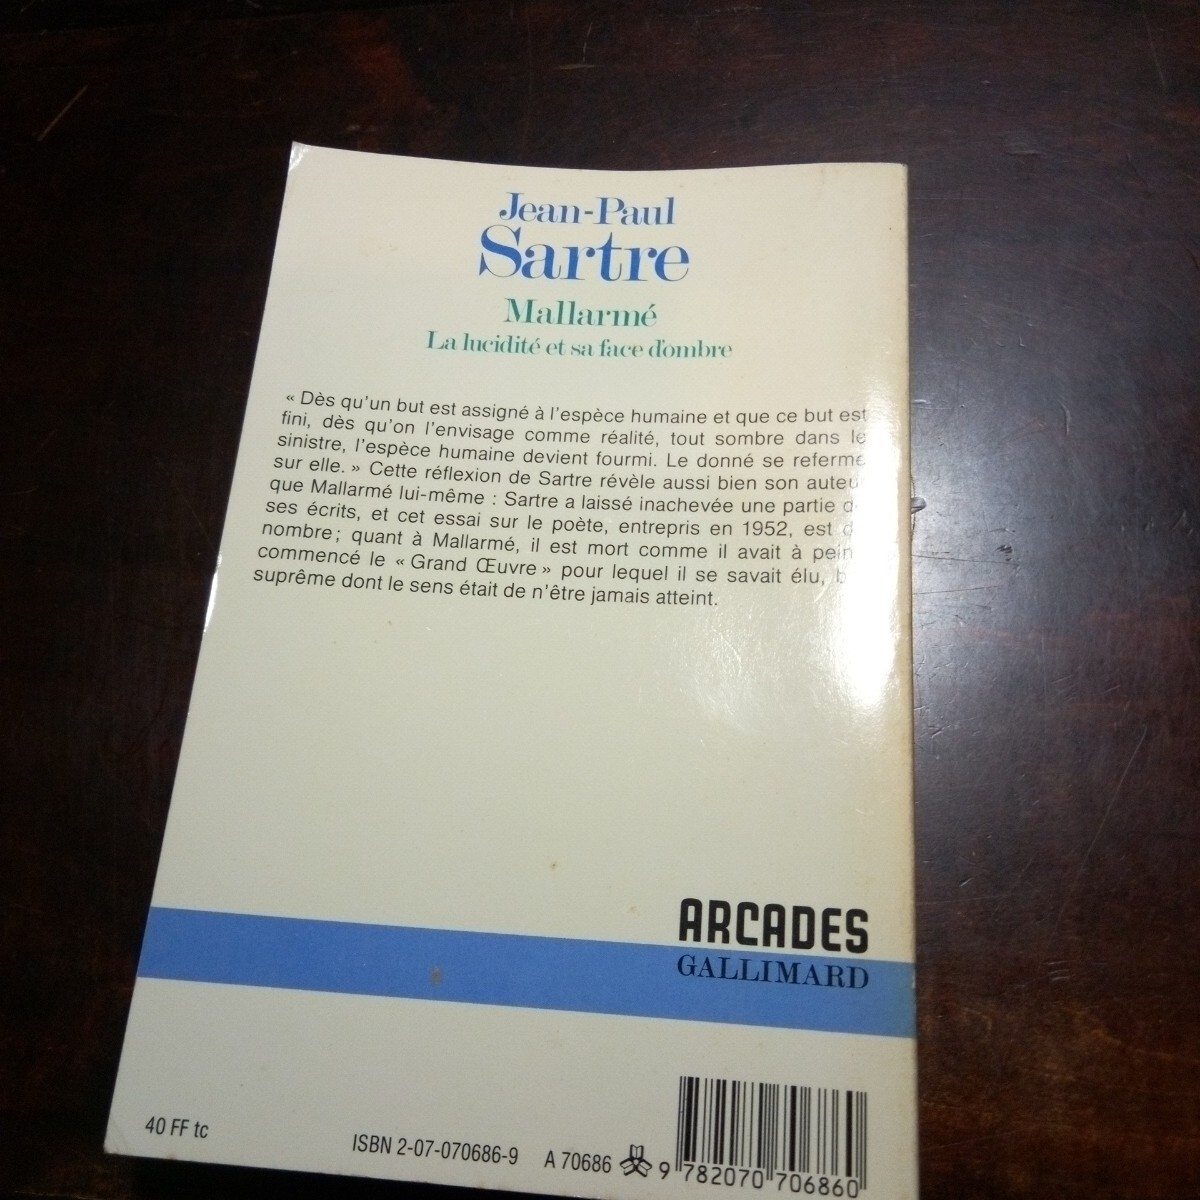 Jean-Paul
Sartre
Mallarmé
La lucidité et sa face d'ombre
« Dès qu'un but est assigné à l'espèce humaine et que ce but est
fini, dès qu'on l'envisage comme réalité, tout sombre dans le
sinistre, l'espèce humaine devient fourmi. Le donné se referme
sur elle. » Cette réflexion de Sartre révèle aussi bien son auteur
que Mallarmé lui-même : Sartre a laissé inachevée une partie
ses écrits, et cet essai sur le poète, entrepris en 1952, est
nombre ; quant à Mallarmé, il est mort comme il avait à
commencé le « Grand Œuvre » pour lequel il se savait élu,
suprême dont le sens était de n'être jamais atteint.
ARCADES
GALLIMARD
40 FF tc
ISBN 2-07-070686-9 A 70686
9 782070 706860